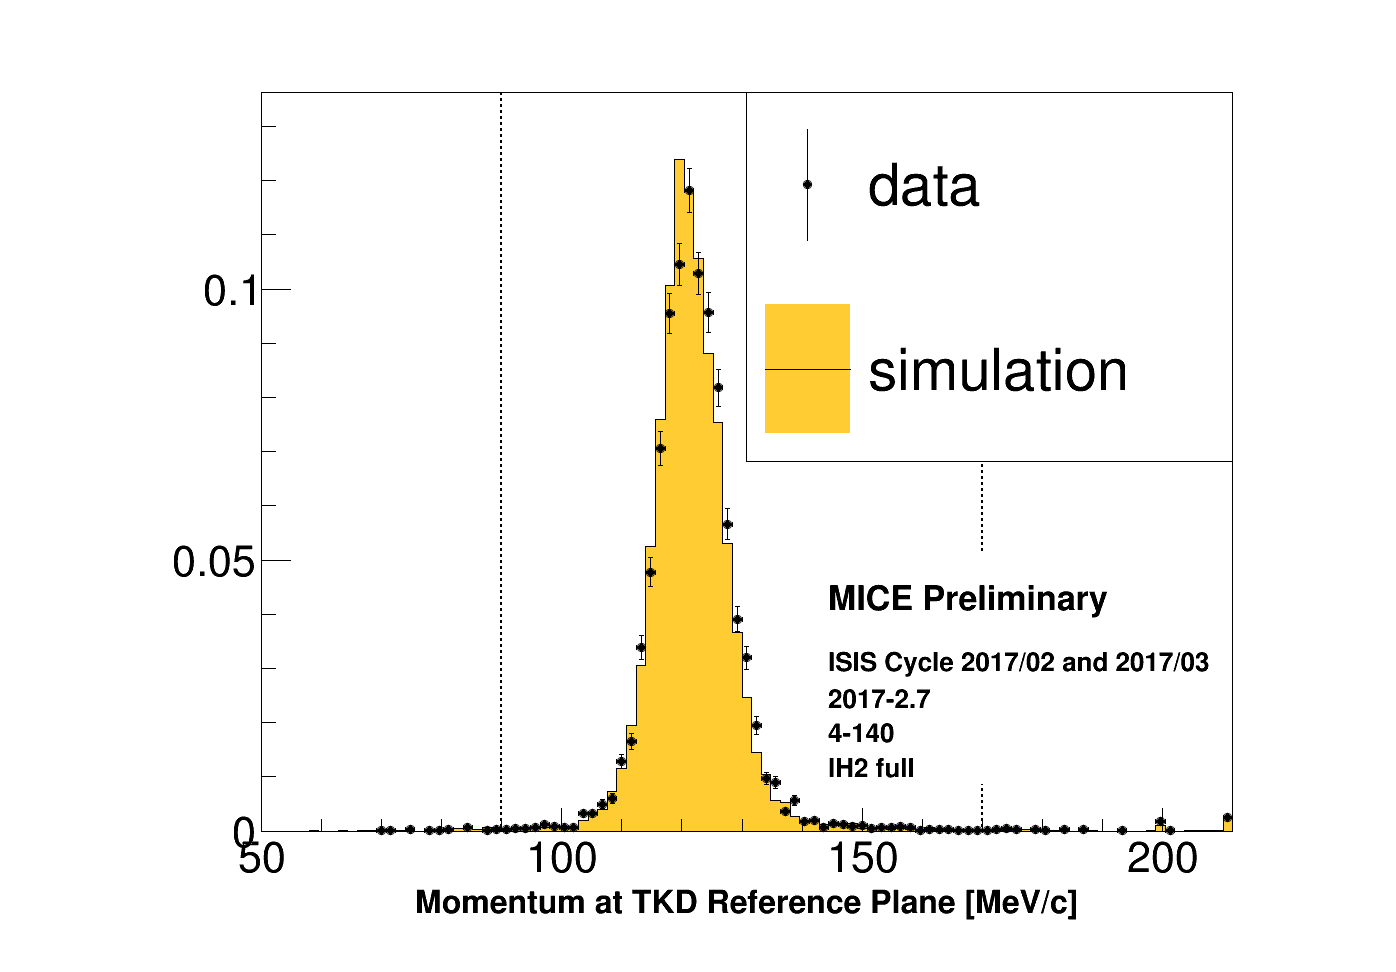 data
simulation
0.1
0.05
0
MICE Preliminary
ISIS Cycle 2017/02 and 2017/03
2017-2.7
4-140
IH2 full
50 100 150 200
Momentum at TKD Reference Plane [MeV/c]